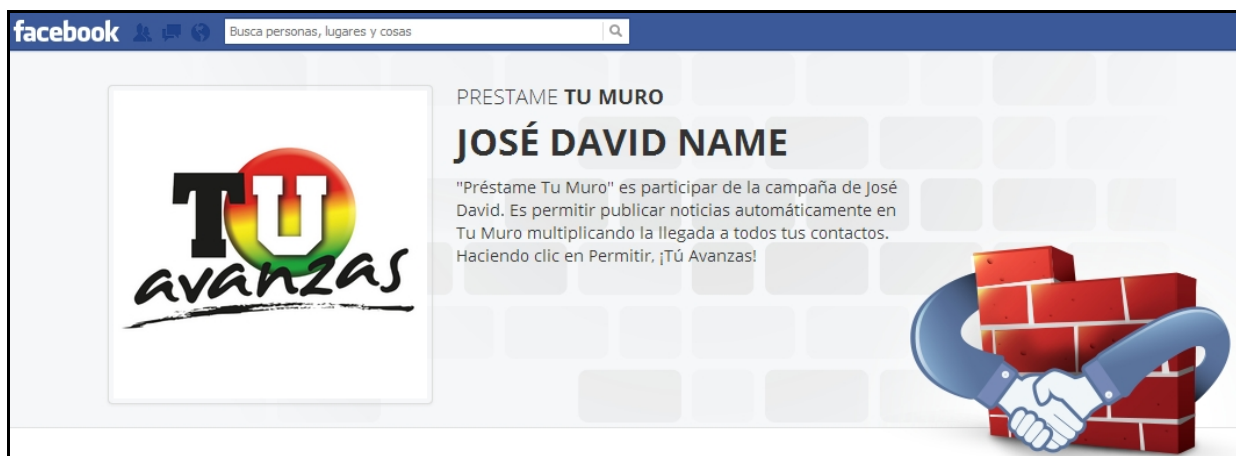 facebook
Busca personas, lugares y cosas
PRESTAME TU MURO
JOSÉ DAVID NAME
"Préstame Tu Muro" es participar de la campaña de José
David. Es permitir publicar noticias automáticamente en
Tu Muro multiplicando la llegada a todos tus contactos.
Haciendo clic en Permitir, ¡Tú Avanzas!
TU
avanzas